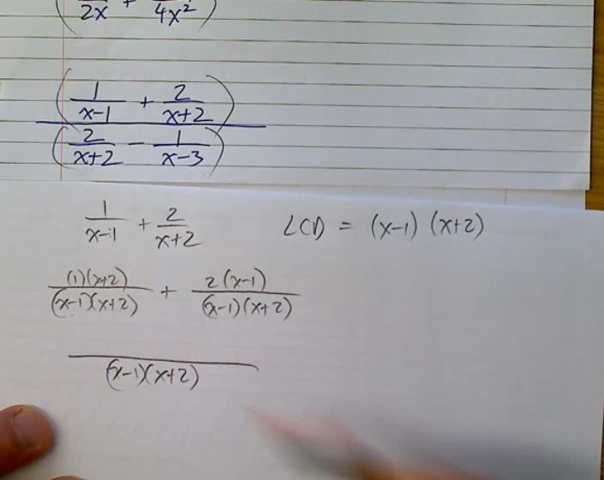 2x + 4x²
(1/(x-1) + 2/(x+2))
(2/(x+2) - 1/(x-3))
1/(x-1) + 2/(x+2) LCD = (x-1) (x+2)
(1)(x+2)/(x-1)(x+2) + 2(x-1)/(x-1)(x+2)
(x-1)(x+2)